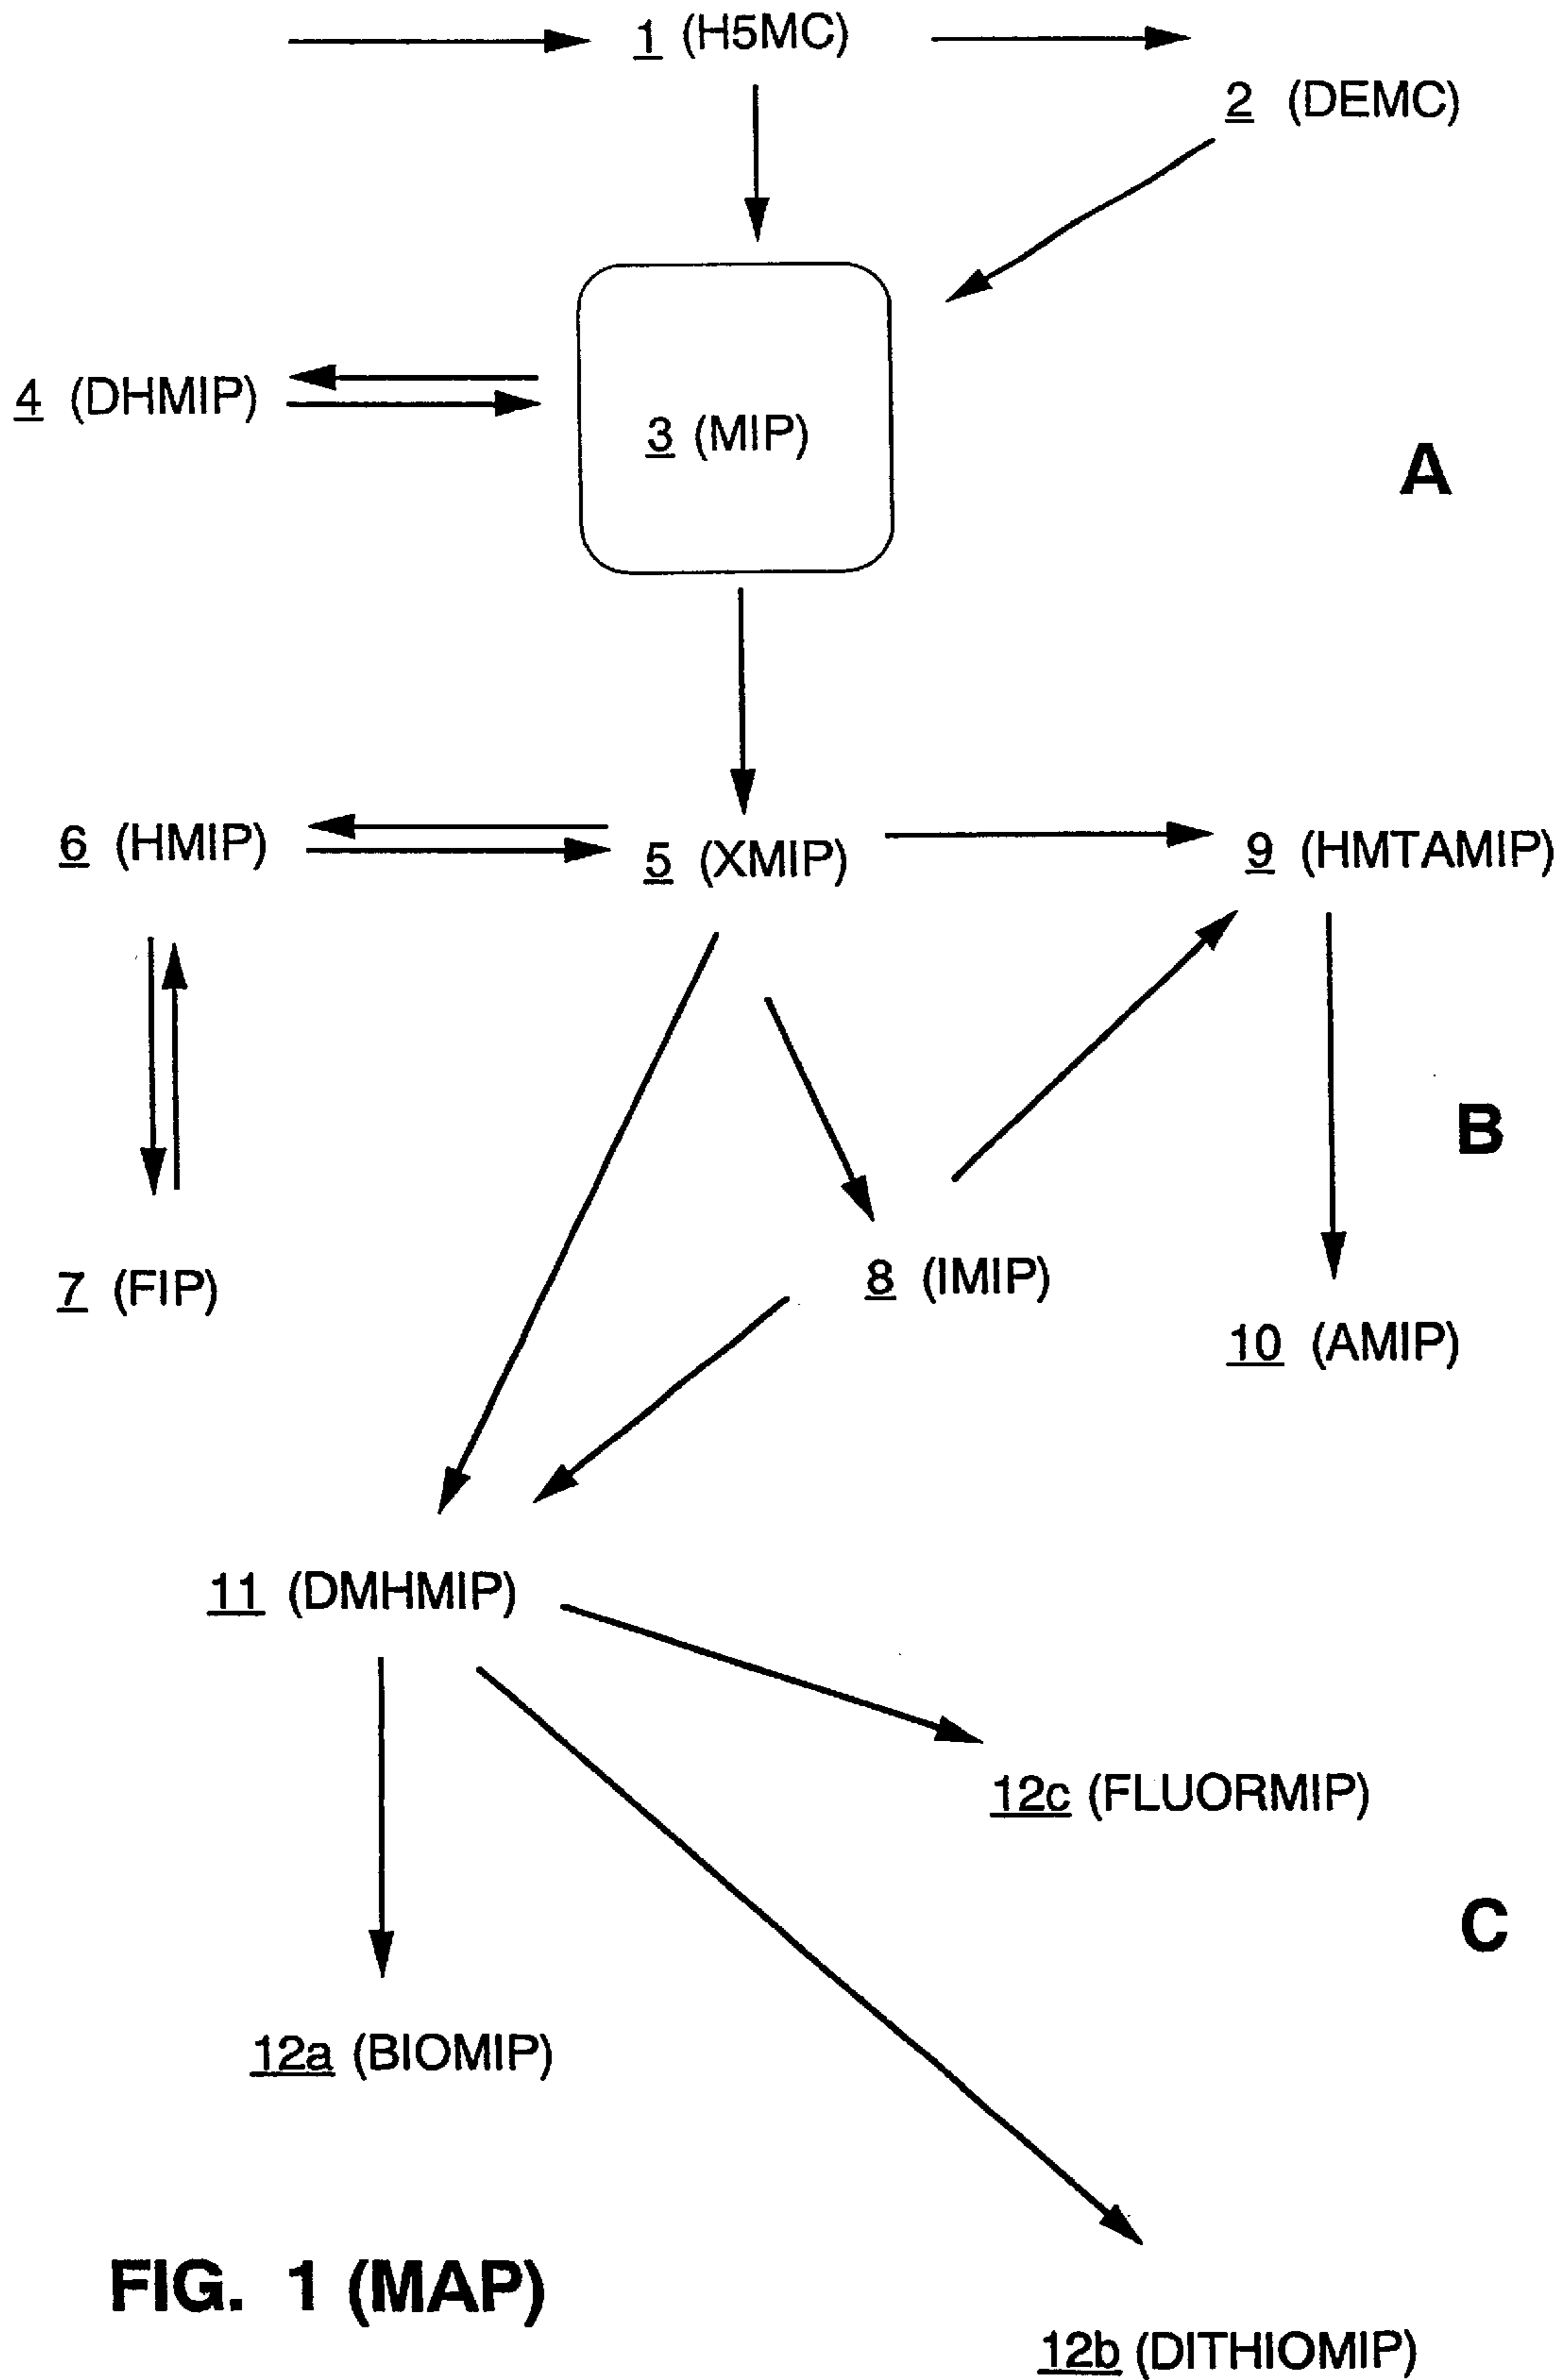 1 (H5MC)
2 (DEMC)
4 (DHMIP)
3 (MIP)
A
6 (HMIP)
5 (XMIP)
9 (HMTAMIP)
B
7 (FIP)
8 (IMIP)
10 (AMIP)
11 (DMHMIP)
12c (FLUORMIP)
C
12a (BIOMIP)
FIG. 1 (MAP)
12b (DITHIOMIP)